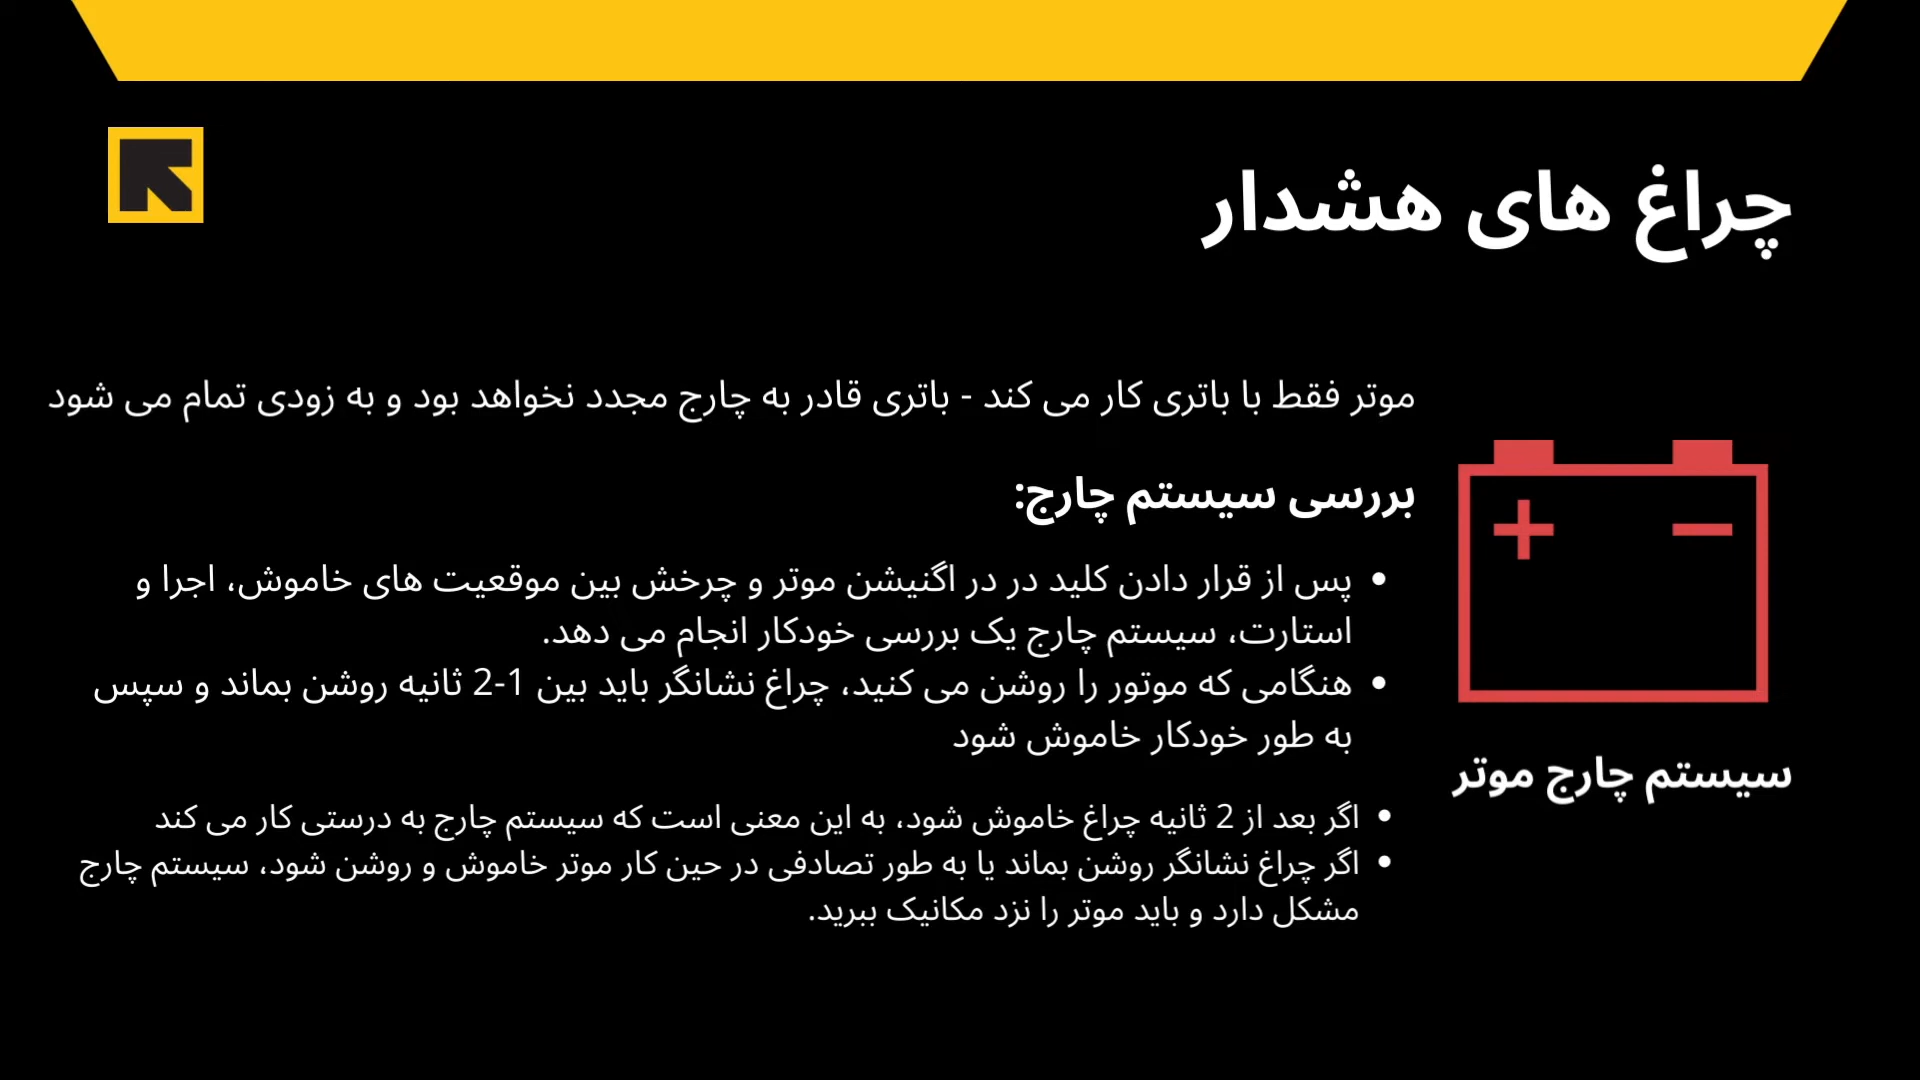 چراغ های هشدار
موتر فقط با باتری کار می کند - باتری قادر به چارج مجدد نخواهد بود و به زودی تمام می شود
بررسی سیستم چارج:
• پس از قرار دادن کلید در در اگنیشن موتر و چرخش بین موقعیت های خاموش، اجرا و
استارت، سیستم چارج یک بررسی خودکار انجام می دهد.
• هنگامی که موتور را روشن می کنید، چراغ نشانگر باید بین 1-2 ثانیه روشن بماند و سپس
به طور خودکار خاموش شود
سیستم چارج موتر
• اگر بعد از 2 ثانیه چراغ خاموش شود، به این معنی است که سیستم چارج به درستی کار می کند
• اگر چراغ نشانگر روشن بماند یا به طور تصادفی در حین کار موتر خاموش و روشن شود، سیستم چارج
مشکل دارد و باید موتر را نزد مکانیک ببرید.